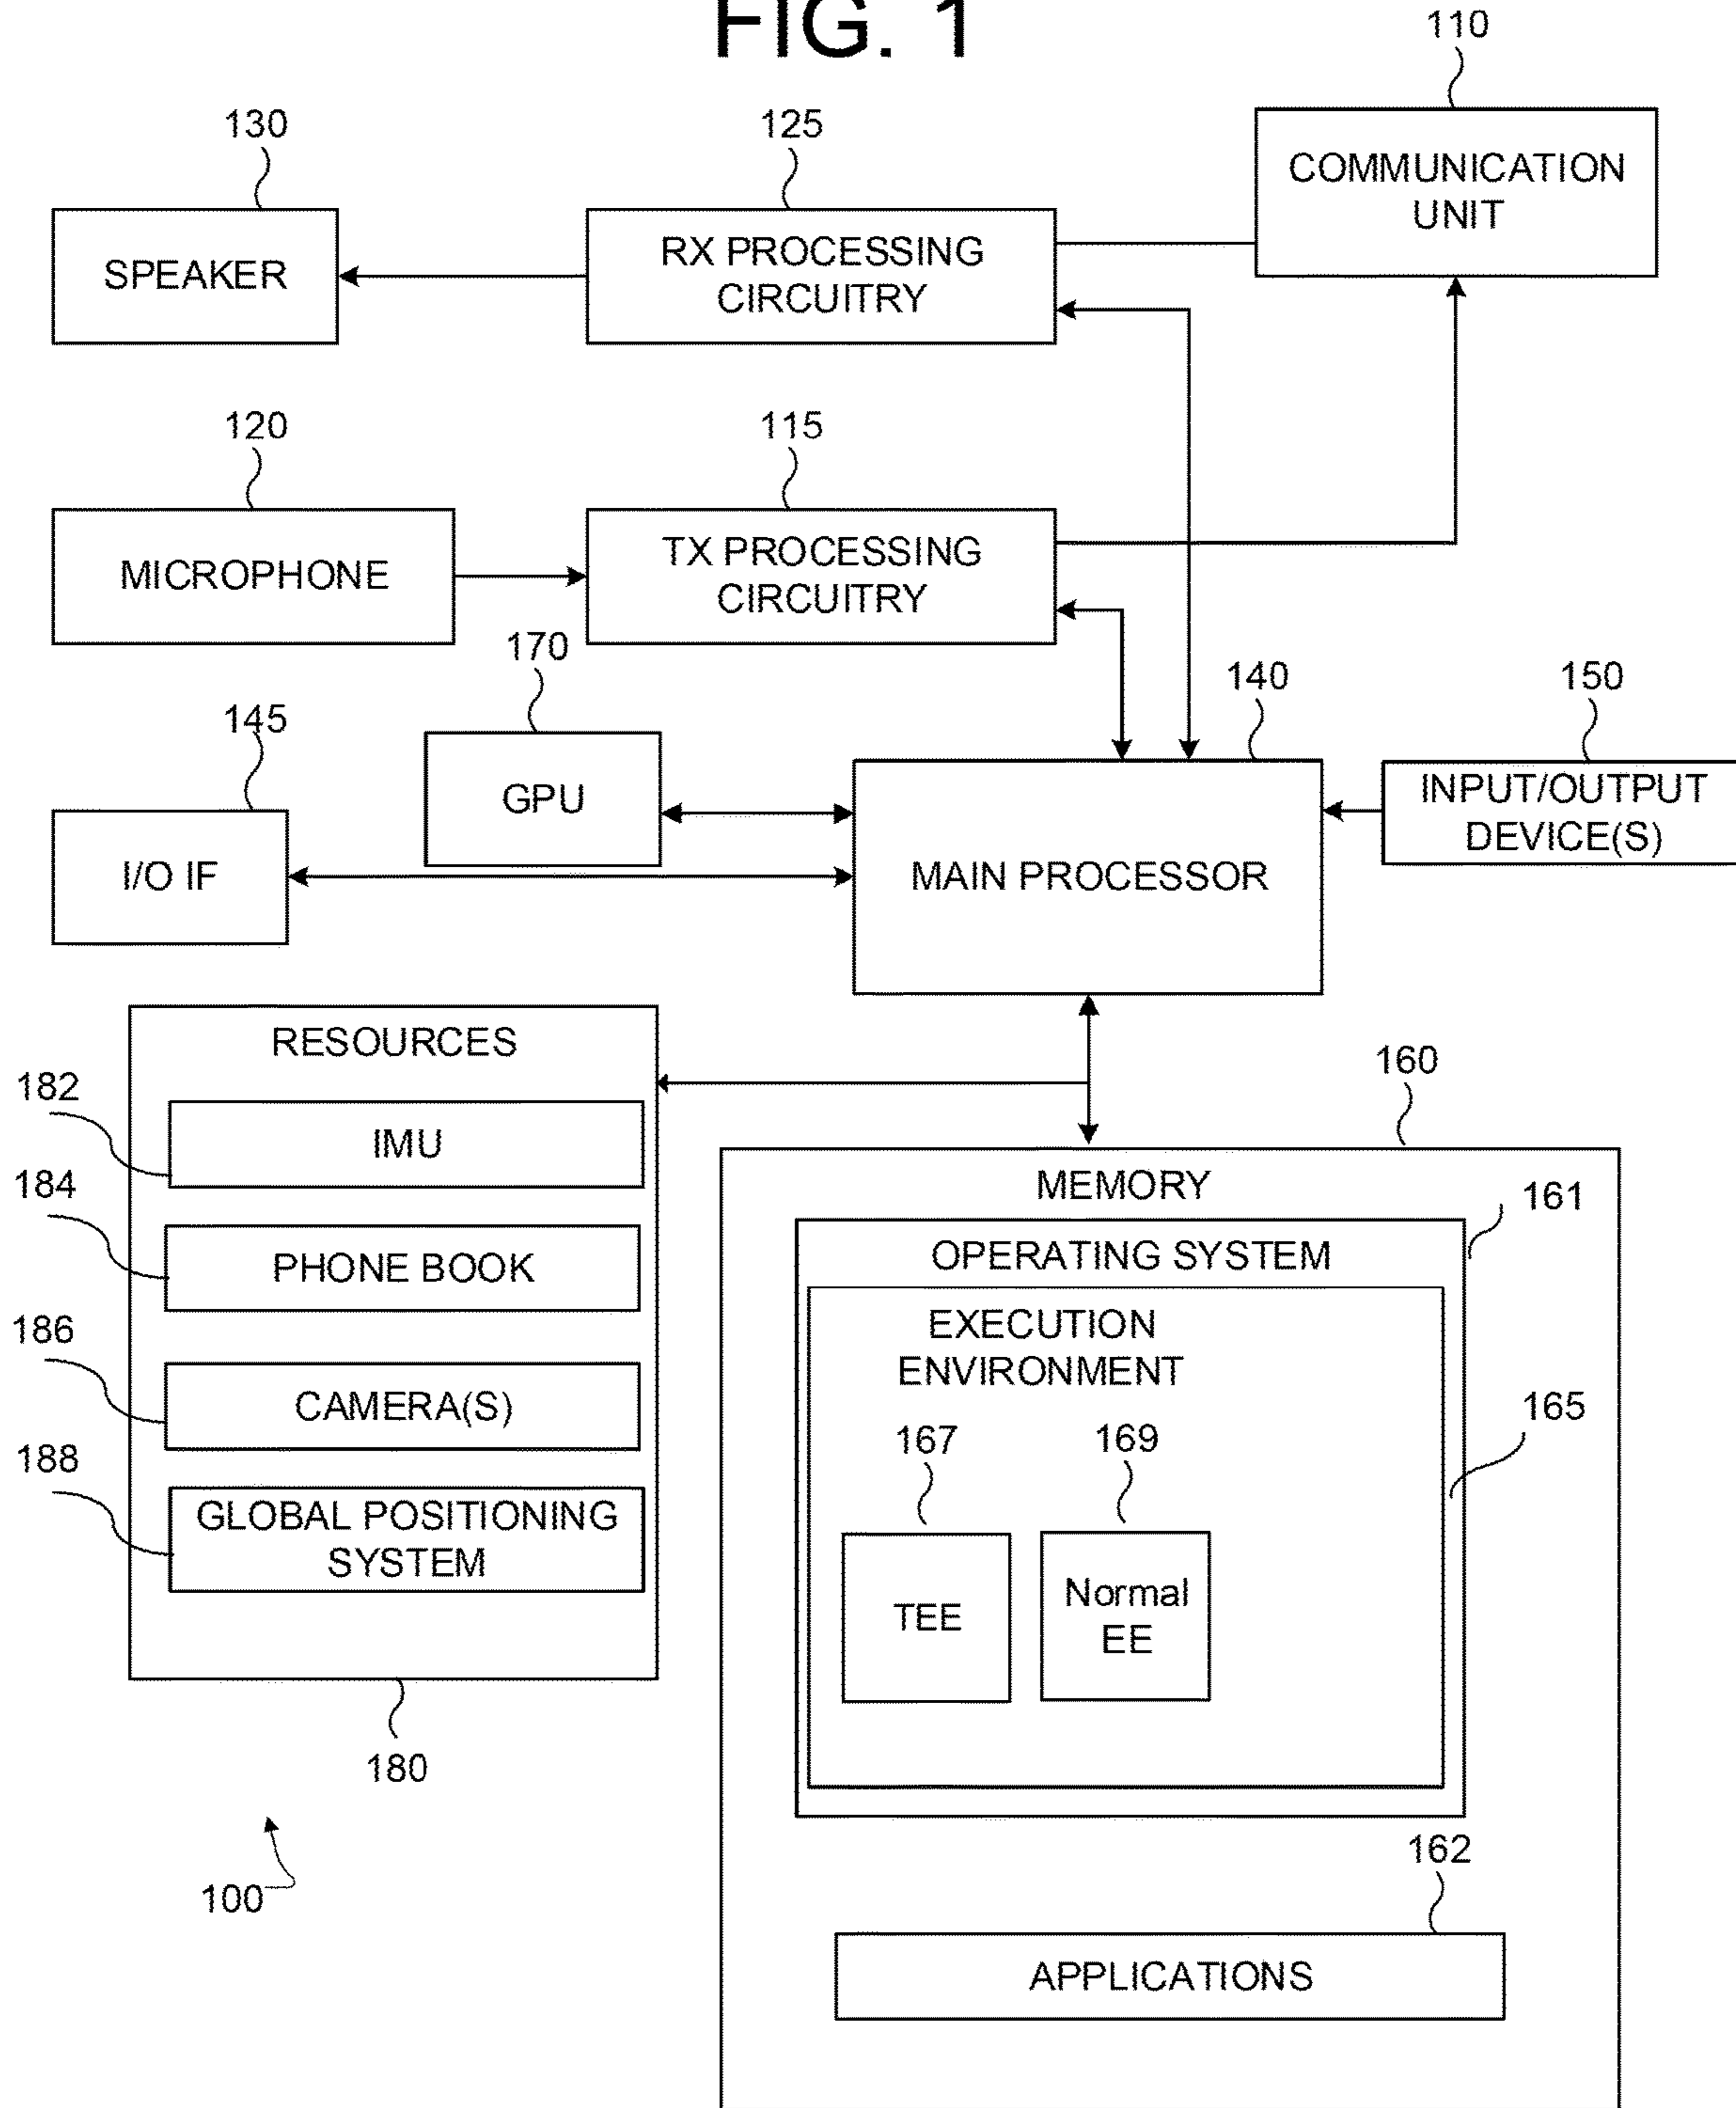 FIG. 1
110
130
125
COMMUNICATION
UNIT
SPEAKER
RX PROCESSING
CIRCUITRY
120
115
MICROPHONE
TX PROCESSING
CIRCUITRY
170
140
150
145
GPU
INPUT/OUTPUT
DEVICE(S)
I/O IF
MAIN PROCESSOR
RESOURCES
160
182
IMU
MEMORY
184
161
PHONE BOOK
OPERATING SYSTEM
186
EXECUTION
ENVIRONMENT
CAMERA(S)
165
188
167
169
GLOBAL POSITIONING
SYSTEM
TEE
Normal
EE
180
162
100
APPLICATIONS